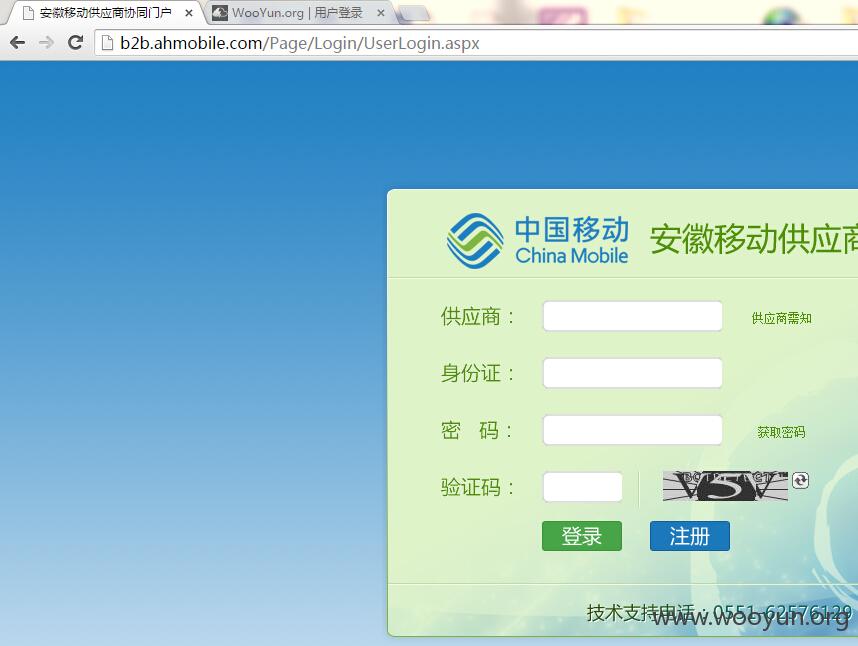 安徽移动供应商协同门户
WooYun.org | 用户登录
b2b.ahmobile.com/Page/Login/UserLogin.aspx
中国移动
China Mobile
安徽移动供应商
供应商：
供应商需知
身份证：
密 码：
获取密码
验证码：
BOTDETECT™
V5V
登录 注册
技术支持电话：0551-62576129
www.wooyun.org